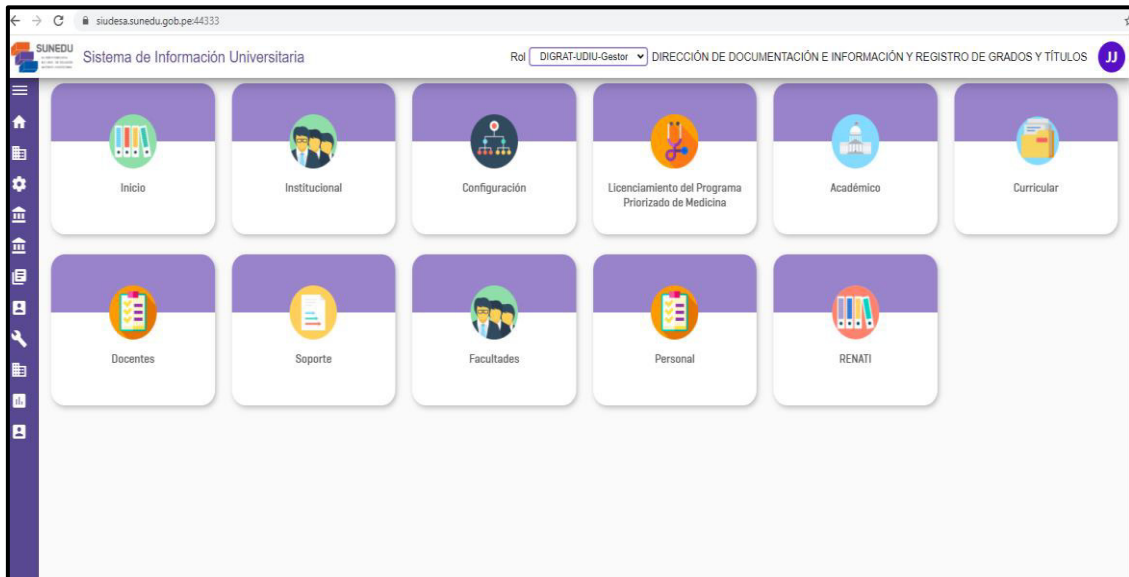 siudesa.sunedu.gob.pe:44333
SUNEDU
Sistema de Información Universitaria
Rol DIGRAT-UDIU-Gestor DIRECCIÓN DE DOCUMENTACIÓN E INFORMACIÓN Y REGISTRO DE GRADOS Y TÍTULOS JJ
Inicio
Institucional
Configuración
Licenciamiento del Programa
Priorizado de Medicina
Académico
Curricular
Docentes
Soporte
Facultades
Personal
RENATI